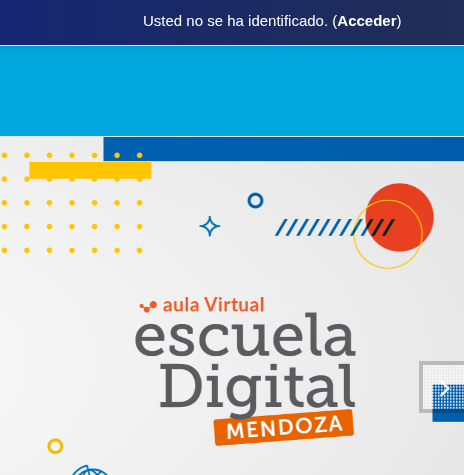 Usted no se ha identificado. (Acceder)
aula Virtual
escuela
Digital
MENDOZA